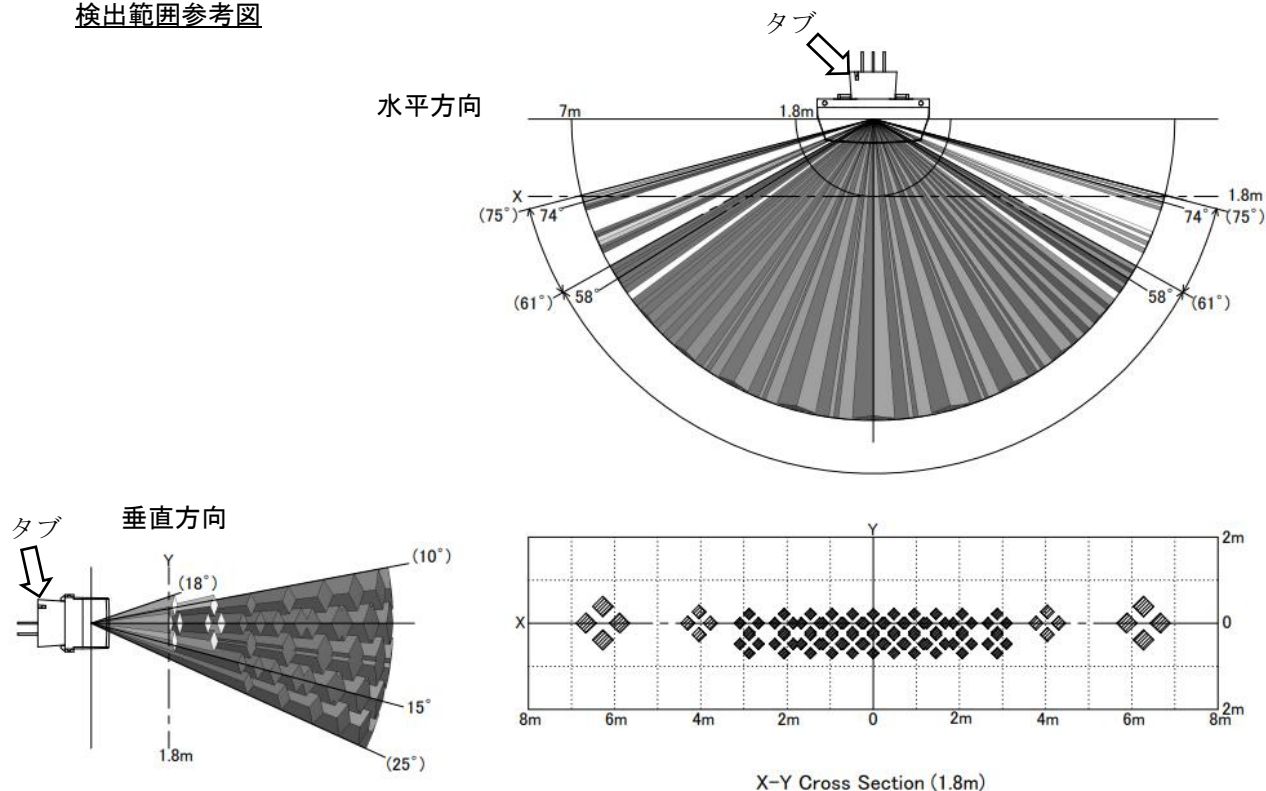 検出範囲参考図
タブ
水平方向
7m
1.8m
X
1.8m
(75°) 74°
74° (75°)
(61°) 58°
58° (61°)
タブ
垂直方向
Y
(10°)
(18°)
15°
(25°)
1.8m
Y
2m
X
0
2m
8m 6m 4m 2m 0 2m 4m 6m 8m
X-Y Cross Section (1.8m)